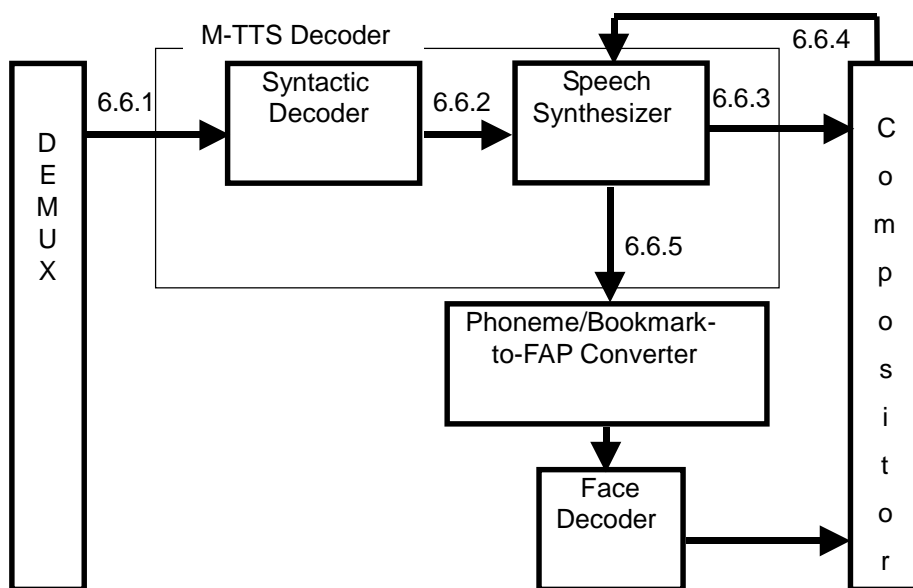 M-TTS Decoder
6.6.4
Syntactic
Decoder
Speech
Synthesizer
6.6.1
6.6.2
6.6.3
D
E
M
U
X
C
o
m
p
o
s
i
t
o
r
6.6.5
Phoneme/Bookmark-
to-FAP Converter
Face
Decoder